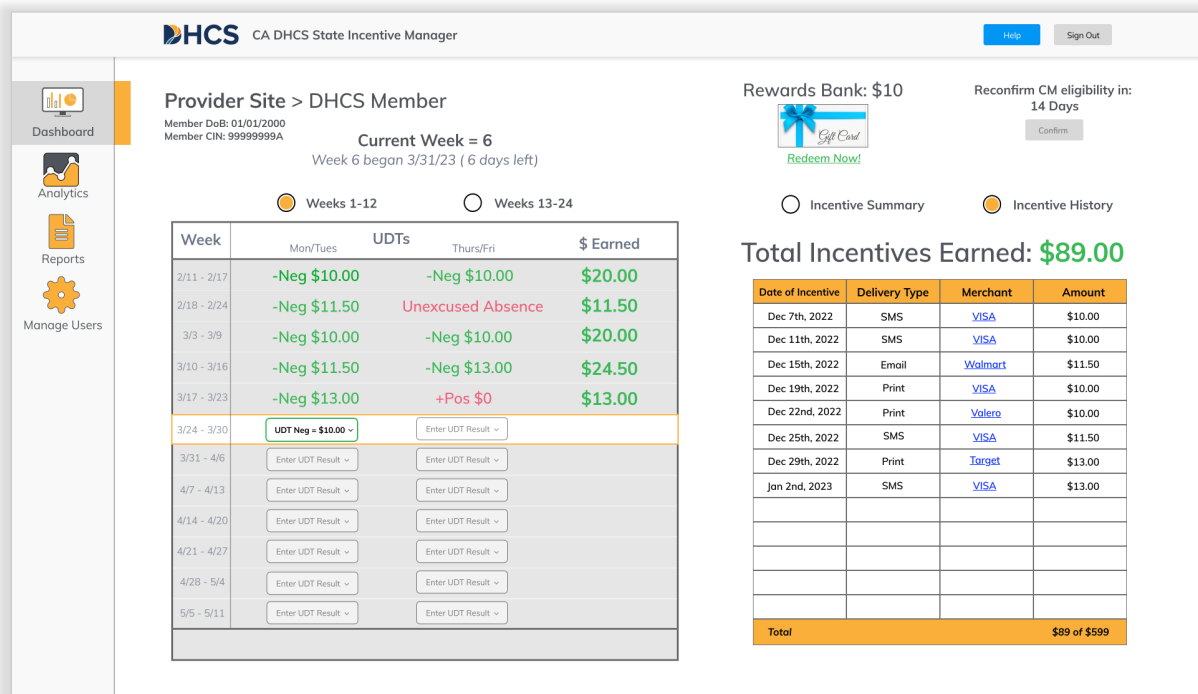 DHCS CA DHCS State Incentive Manager Help Sign Out
Dashboard
Analytics
Reports
Manage Users
Provider Site > DHCS Member
Member DoB: 01/01/2000
Member CIN: 99999999A
Current Week = 6
Week 6 began 3/31/23 ( 6 days left)
Weeks 1-12 Weeks 13-24
Week UDTs $ Earned
Mon/Tues Thurs/Fri
2/11 - 2/17 -Neg $10.00 -Neg $10.00 $20.00
2/18 - 2/24 -Neg $11.50 Unexcused Absence $11.50
3/3 - 3/9 -Neg $10.00 -Neg $10.00 $20.00
3/10 - 3/16 -Neg $11.50 -Neg $13.00 $24.50
3/17 - 3/23 -Neg $13.00 +Pos $0 $13.00
3/24 - 3/30 UDT Neg = $10.00 Enter UDT Result
3/31 - 4/6 Enter UDT Result Enter UDT Result
4/7 - 4/13 Enter UDT Result Enter UDT Result
4/14 - 4/20 Enter UDT Result Enter UDT Result
4/21 - 4/27 Enter UDT Result Enter UDT Result
4/28 - 5/4 Enter UDT Result Enter UDT Result
5/5 - 5/11 Enter UDT Result Enter UDT Result
Rewards Bank: $10
Gift Card
Redeem Now!
Reconfirm CM eligibility in:
14 Days
Confirm
Incentive Summary Incentive History
Total Incentives Earned: $89.00
Date of Incentive Delivery Type Merchant Amount
Dec 7th, 2022 SMS VISA $10.00
Dec 11th, 2022 SMS VISA $10.00
Dec 15th, 2022 Email Walmart $11.50
Dec 19th, 2022 Print VISA $10.00
Dec 22nd, 2022 Print Valero $10.00
Dec 25th, 2022 SMS VISA $11.50
Dec 29th, 2022 Print Target $13.00
Jan 2nd, 2023 SMS VISA $13.00
Total $89 of $599